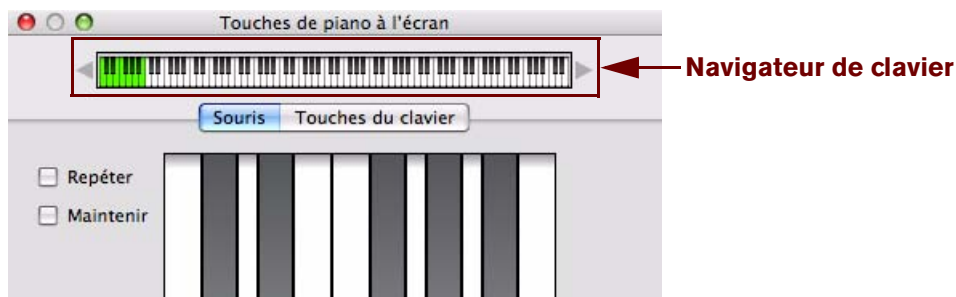 Touches de piano à l'écran
Navigateur de clavier
Souris Touches du clavier
Repéter
Maintenir